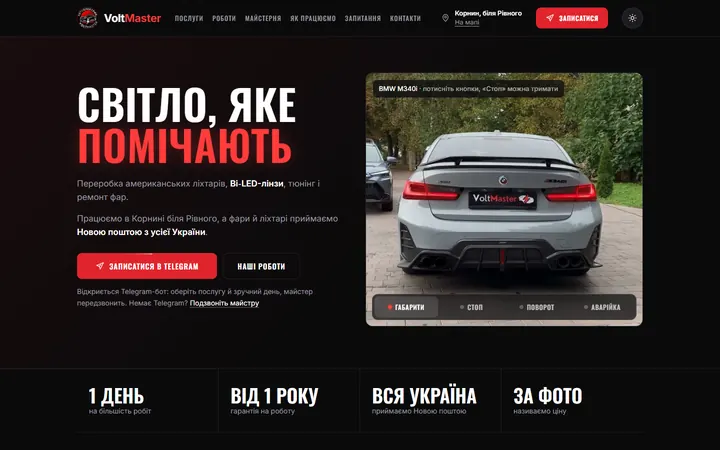 VoltMaster
ПОСЛУГИ
РОБОТИ
МАЙСТЕРНЯ
ЯК ПРАЦЮЄМО
ЗАПИТАННЯ
КОНТАКТИ
Корнин, біля Рівного
На мапі
ЗАПИСАТИСЯ
СВІТЛО, ЯКЕ
ПОМІЧАЮТЬ
Переробка американських ліхтарів, Bi-LED-лінзи, тюнінг і
ремонт фар.
Працюємо в Корнині біля Рівного, а фари й ліхтарі приймаємо
Новою поштою з усієї України.
ЗАПИСАТИСЯ В TELEGRAM
НАШІ РОБОТИ
Відкриється Telegram-бот: оберіть послугу й зручний день, майстер
передзвонить. Немає Telegram? Подзвоніть майстру
BMW M340i · потисніть кнопки, «Стоп» можна тримати
VoltMaster
ГАБАРИТИ
СТОП
ПОВОРОТ
АВАРІЙКА
1 ДЕНЬ
на більшість робіт
ВІД 1 РОКУ
гарантія на роботу
ВСЯ УКРАЇНА
приймаємо Новою поштою
ЗА ФОТО
називаємо ціну